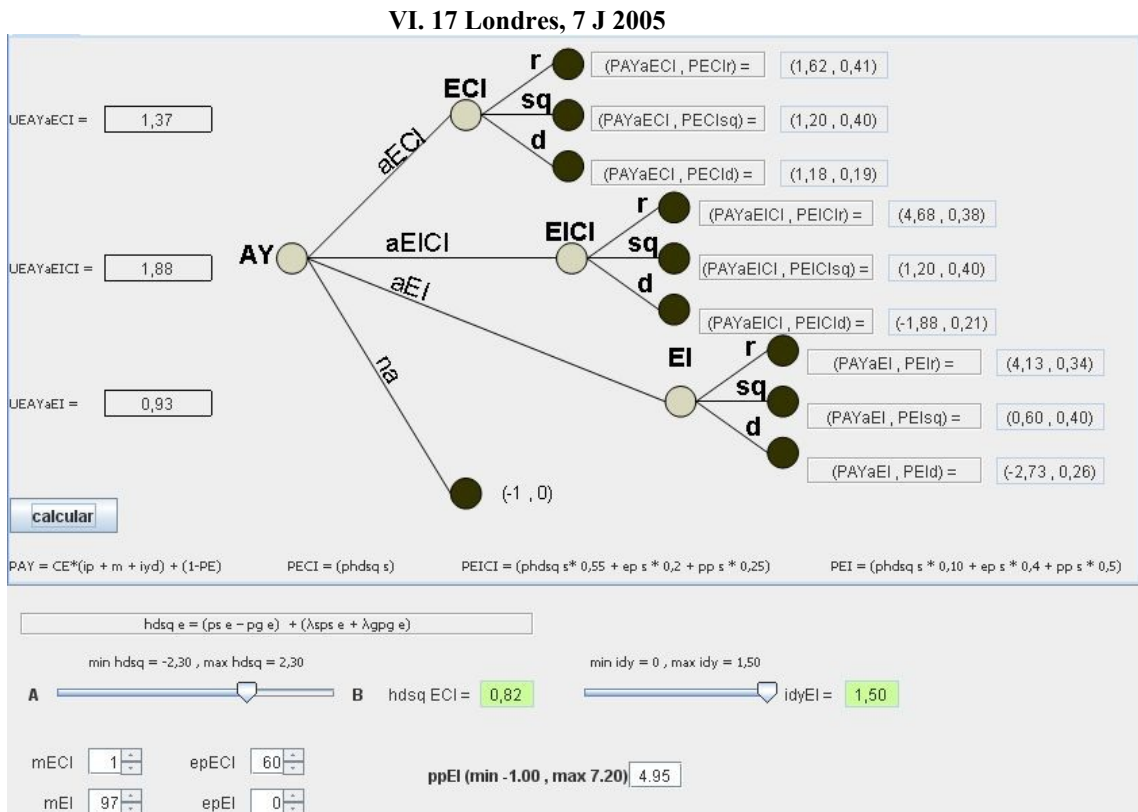 VI. 17 Londres, 7 J 2005
r (PAYaECI , PECIr) = (1,62 , 0,41)
ECI
UEAYaECI = 1,37 sq (PAYaECI , PECIsq) = (1,20 , 0,40)
d (PAYaECI , PECId) = (1,18 , 0,19)
aECI
r (PAYaEICI , PEICIr) = (4,68 , 0,38)
AY aEICI EICI
UEAYaEICI = 1,88 sq (PAYaEICI , PEICIsq) = (1,20 , 0,40)
aEI d (PAYaEICI , PEICId) = (-1,88 , 0,21)
EI r (PAYaEI , PEIr) = (4,13 , 0,34)
na
UEAYaEI = 0,93 sq (PAYaEI , PEIsq) = (0,60 , 0,40)
d (PAYaEI , PEId) = (-2,73 , 0,26)
(-1 , 0)
calcular
PAY = CE*(ip + m + iyd) + (1-PE) PECI = (phdsq s) PEICI = (phdsq s* 0,55 + ep s * 0,2 + pp s * 0,25) PEI = (phdsq s * 0,10 + ep s * 0,4 + pp s * 0,5)
hdsq e = (ps e – pg e) + (λsps e + λgpg e)
min hdsq = -2,30 , max hdsq = 2,30 min idy = 0 , max idy = 1,50
A B hdsq ECI = 0,82 idyEI = 1,50
mECI 1 epECI 60
ppEI (min -1.00 , max 7.20) 4.95
mEI 97 epEI 0